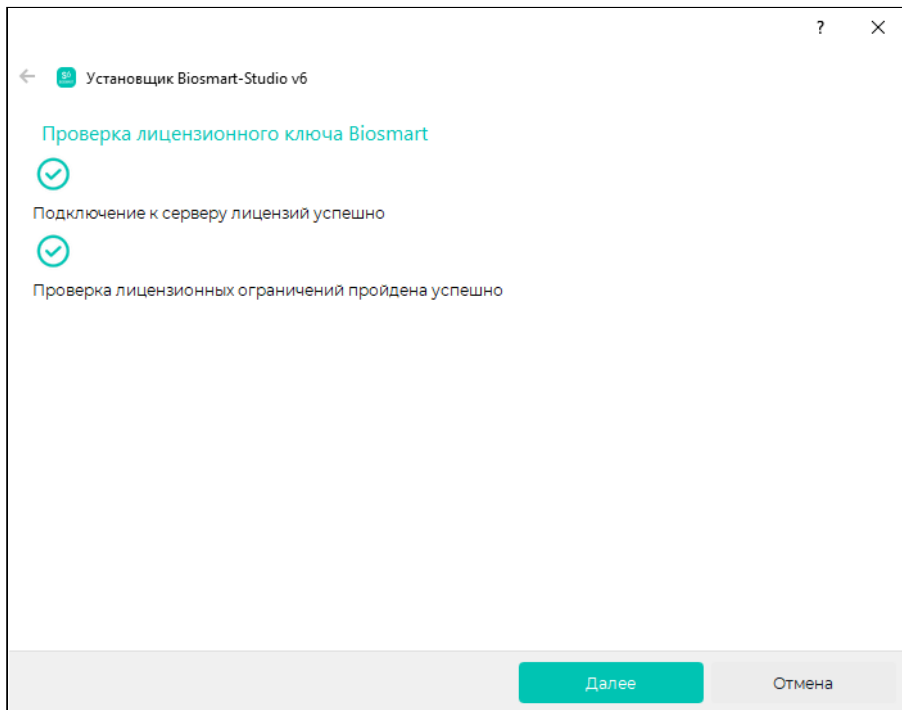 ?
Установщик Biosmart-Studio v6
Проверка лицензионного ключа Biosmart
Подключение к серверу лицензий успешно
Проверка лицензионных ограничений пройдена успешно
Далее
Отмена